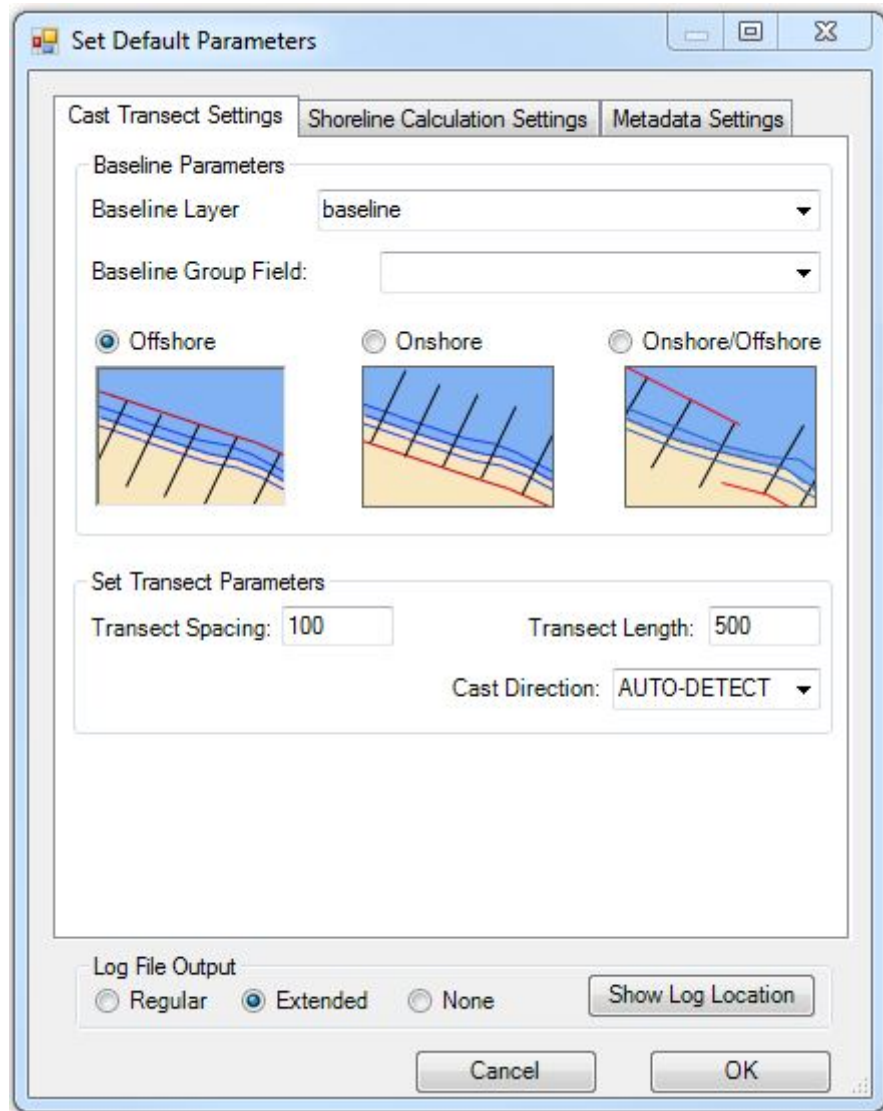 Set Default Parameters
Cast Transect Settings Shoreline Calculation Settings Metadata Settings
Baseline Parameters
Baseline Layer baseline
Baseline Group Field:
Offshore Onshore Onshore/Offshore
Set Transect Parameters
Transect Spacing: 100 Transect Length: 500
Cast Direction: AUTO-DETECT
Log File Output
Regular Extended None Show Log Location
Cancel OK